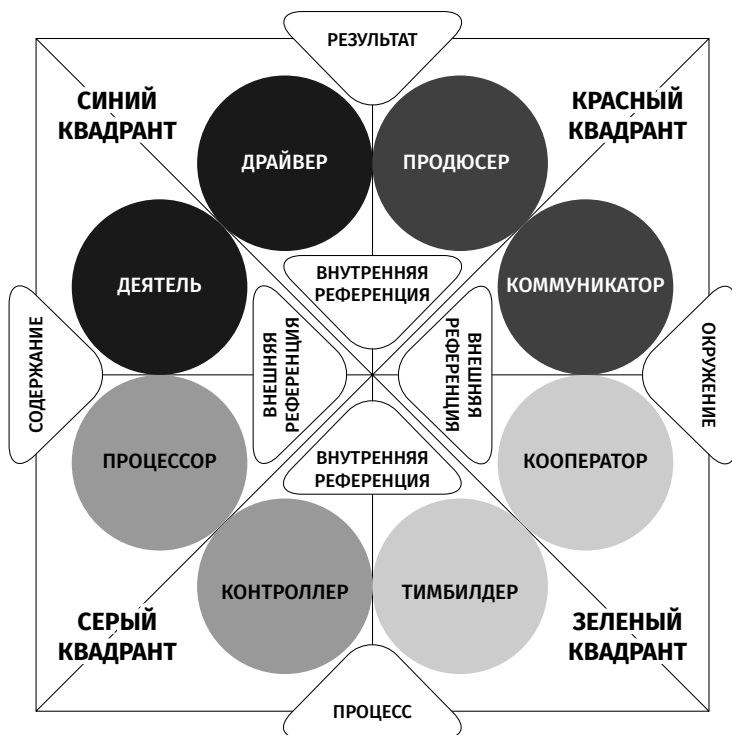 РЕЗУЛЬТАТ
СИНИЙ
КВАДРАНТ
КРАСНЫЙ
КВАДРАНТ
ДРАЙВЕР
ПРОДЮСЕР
ДЕЯТЕЛЬ
ВНУТРЕННЯЯ
РЕФЕРЕНЦИЯ
КОММУНИКАТОР
СОДЕРЖАНИЕ
ВНЕШНЯЯ
РЕФЕРЕНЦИЯ
ВНЕШНЯЯ
РЕФЕРЕНЦИЯ
ОКРУЖЕНИЕ
ПРОЦЕССОР
ВНУТРЕННЯЯ
РЕФЕРЕНЦИЯ
КООПЕРАТОР
КОНТРОЛЛЕР
ТИМБИЛДЕР
СЕРЫЙ
КВАДРАНТ
ЗЕЛЕНЫЙ
КВАДРАНТ
ПРОЦЕСС